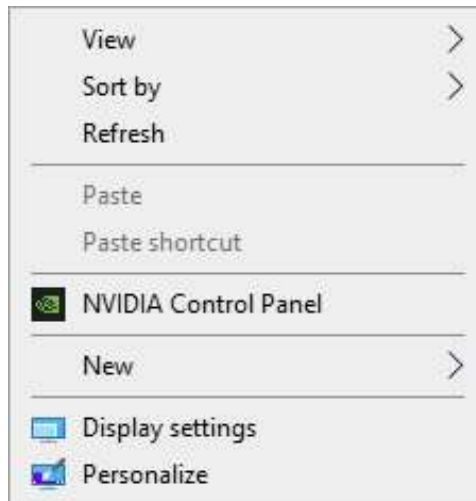 View
Sort by
Refresh
Paste
Paste shortcut
NVIDIA Control Panel
New
Display settings
Personalize